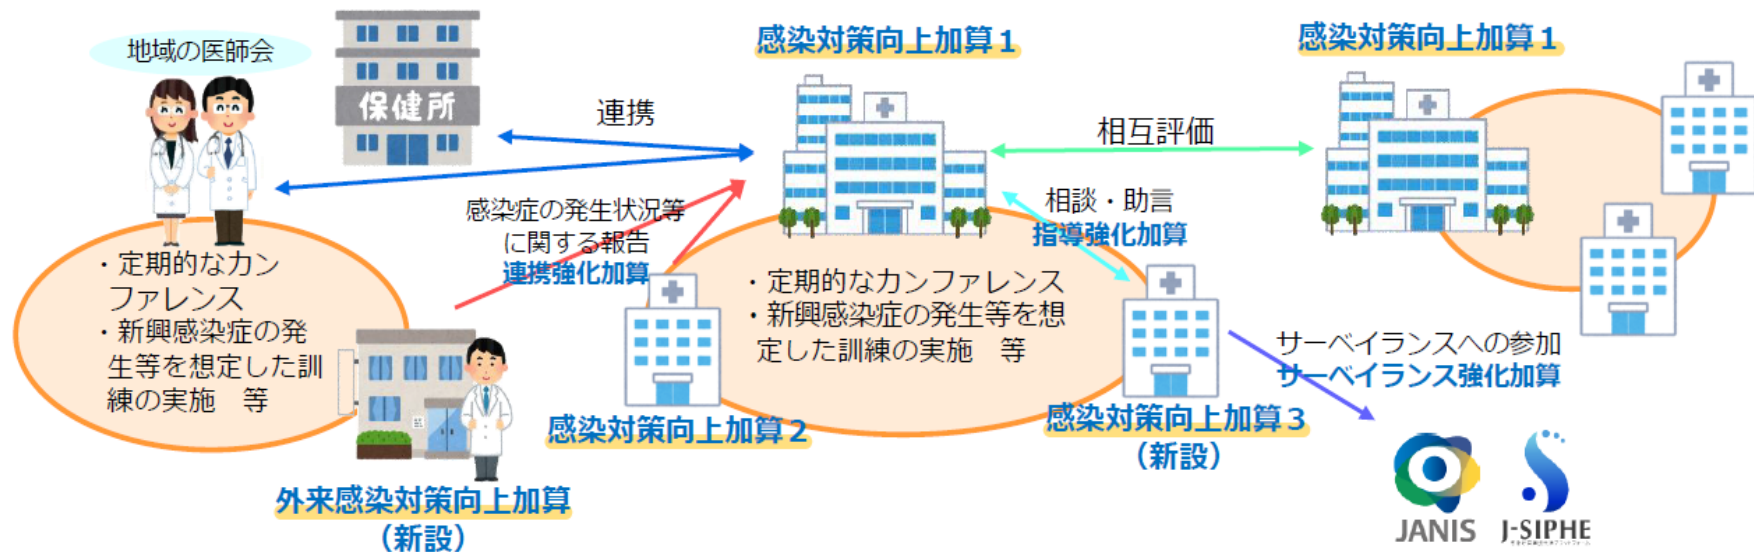 地域の医師会
保健所
連携
感染対策向上加算1
相互評価
感染対策向上加算1
感染症の発生状況等
に関する報告
連携強化加算
相談・助言
指導強化加算
・定期的なカン
ファレンス
・新興感染症の発
生等を想定した訓
練の実施　等
・定期的なカンファレンス
・新興感染症の発生等を想
定した訓練の実施　等
サーベイランスへの参加
サーベイランス強化加算
感染対策向上加算2
感染対策向上加算3
（新設）
外来感染対策向上加算
（新設）
JANIS
J-SIPHE